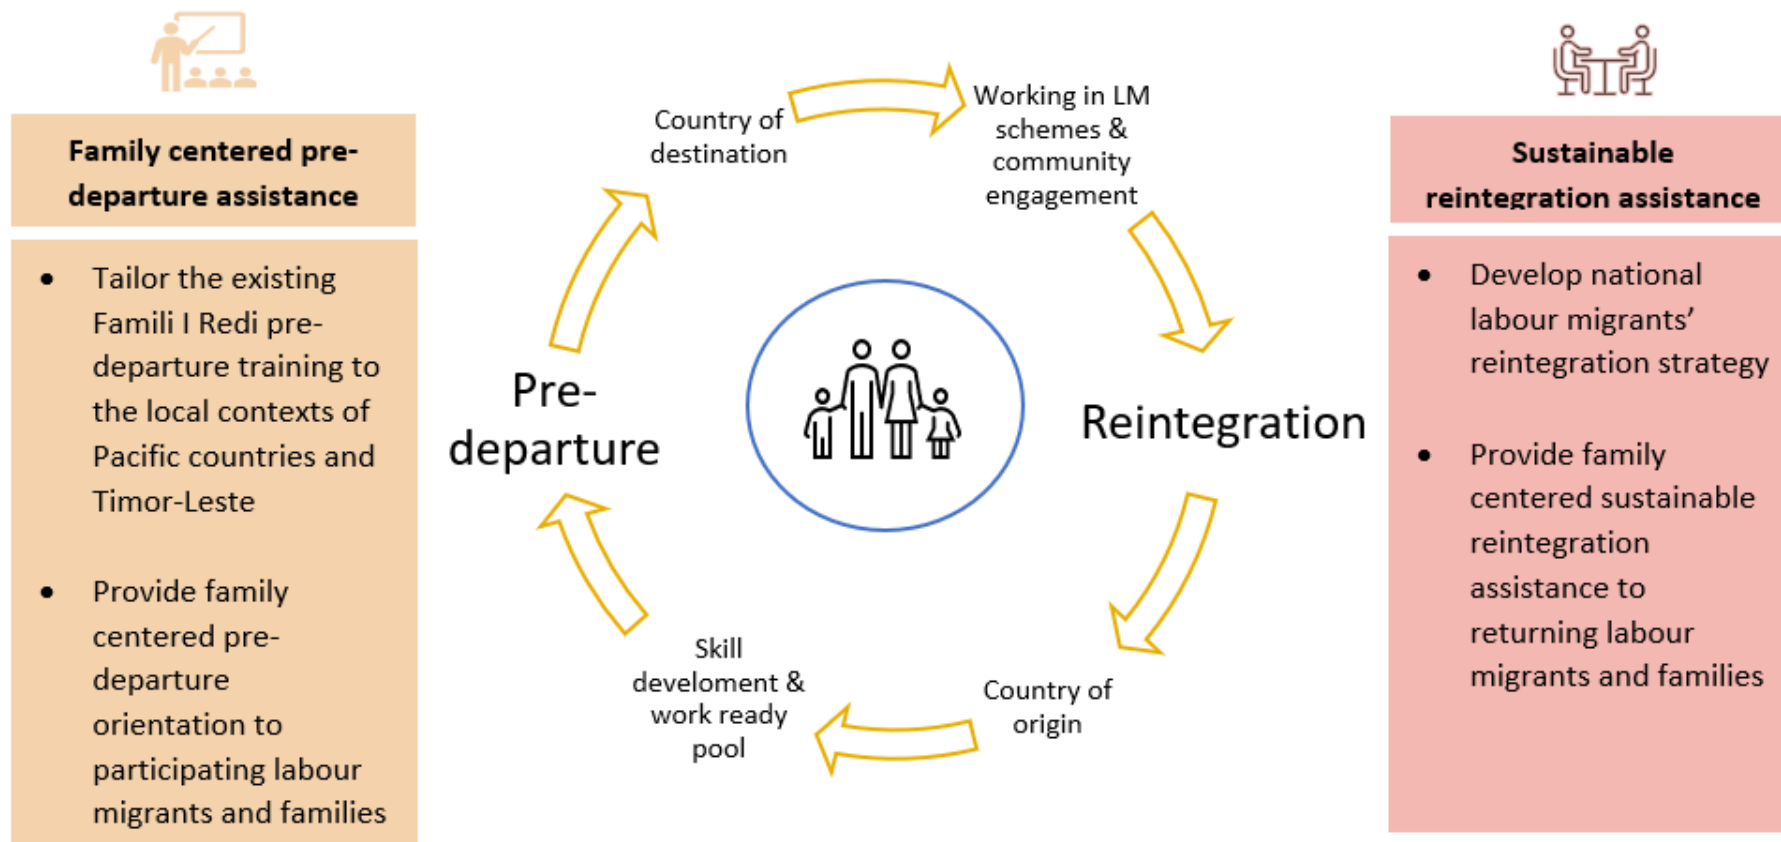 Family centered pre-
departure assistance
• Tailor the existing
Famili I Redi pre-
departure training to
the local contexts of
Pacific countries and
Timor-Leste
• Provide family
centered pre-
departure
orientation to
participating labour
migrants and families
Country of
destination
Working in LM
schemes &
community
engagement
Pre-
departure
Reintegration
Skill
develoment &
work ready
pool
Country of
origin
Sustainable
reintegration assistance
• Develop national
labour migrants’
reintegration strategy
• Provide family
centered sustainable
reintegration
assistance to
returning labour
migrants and families